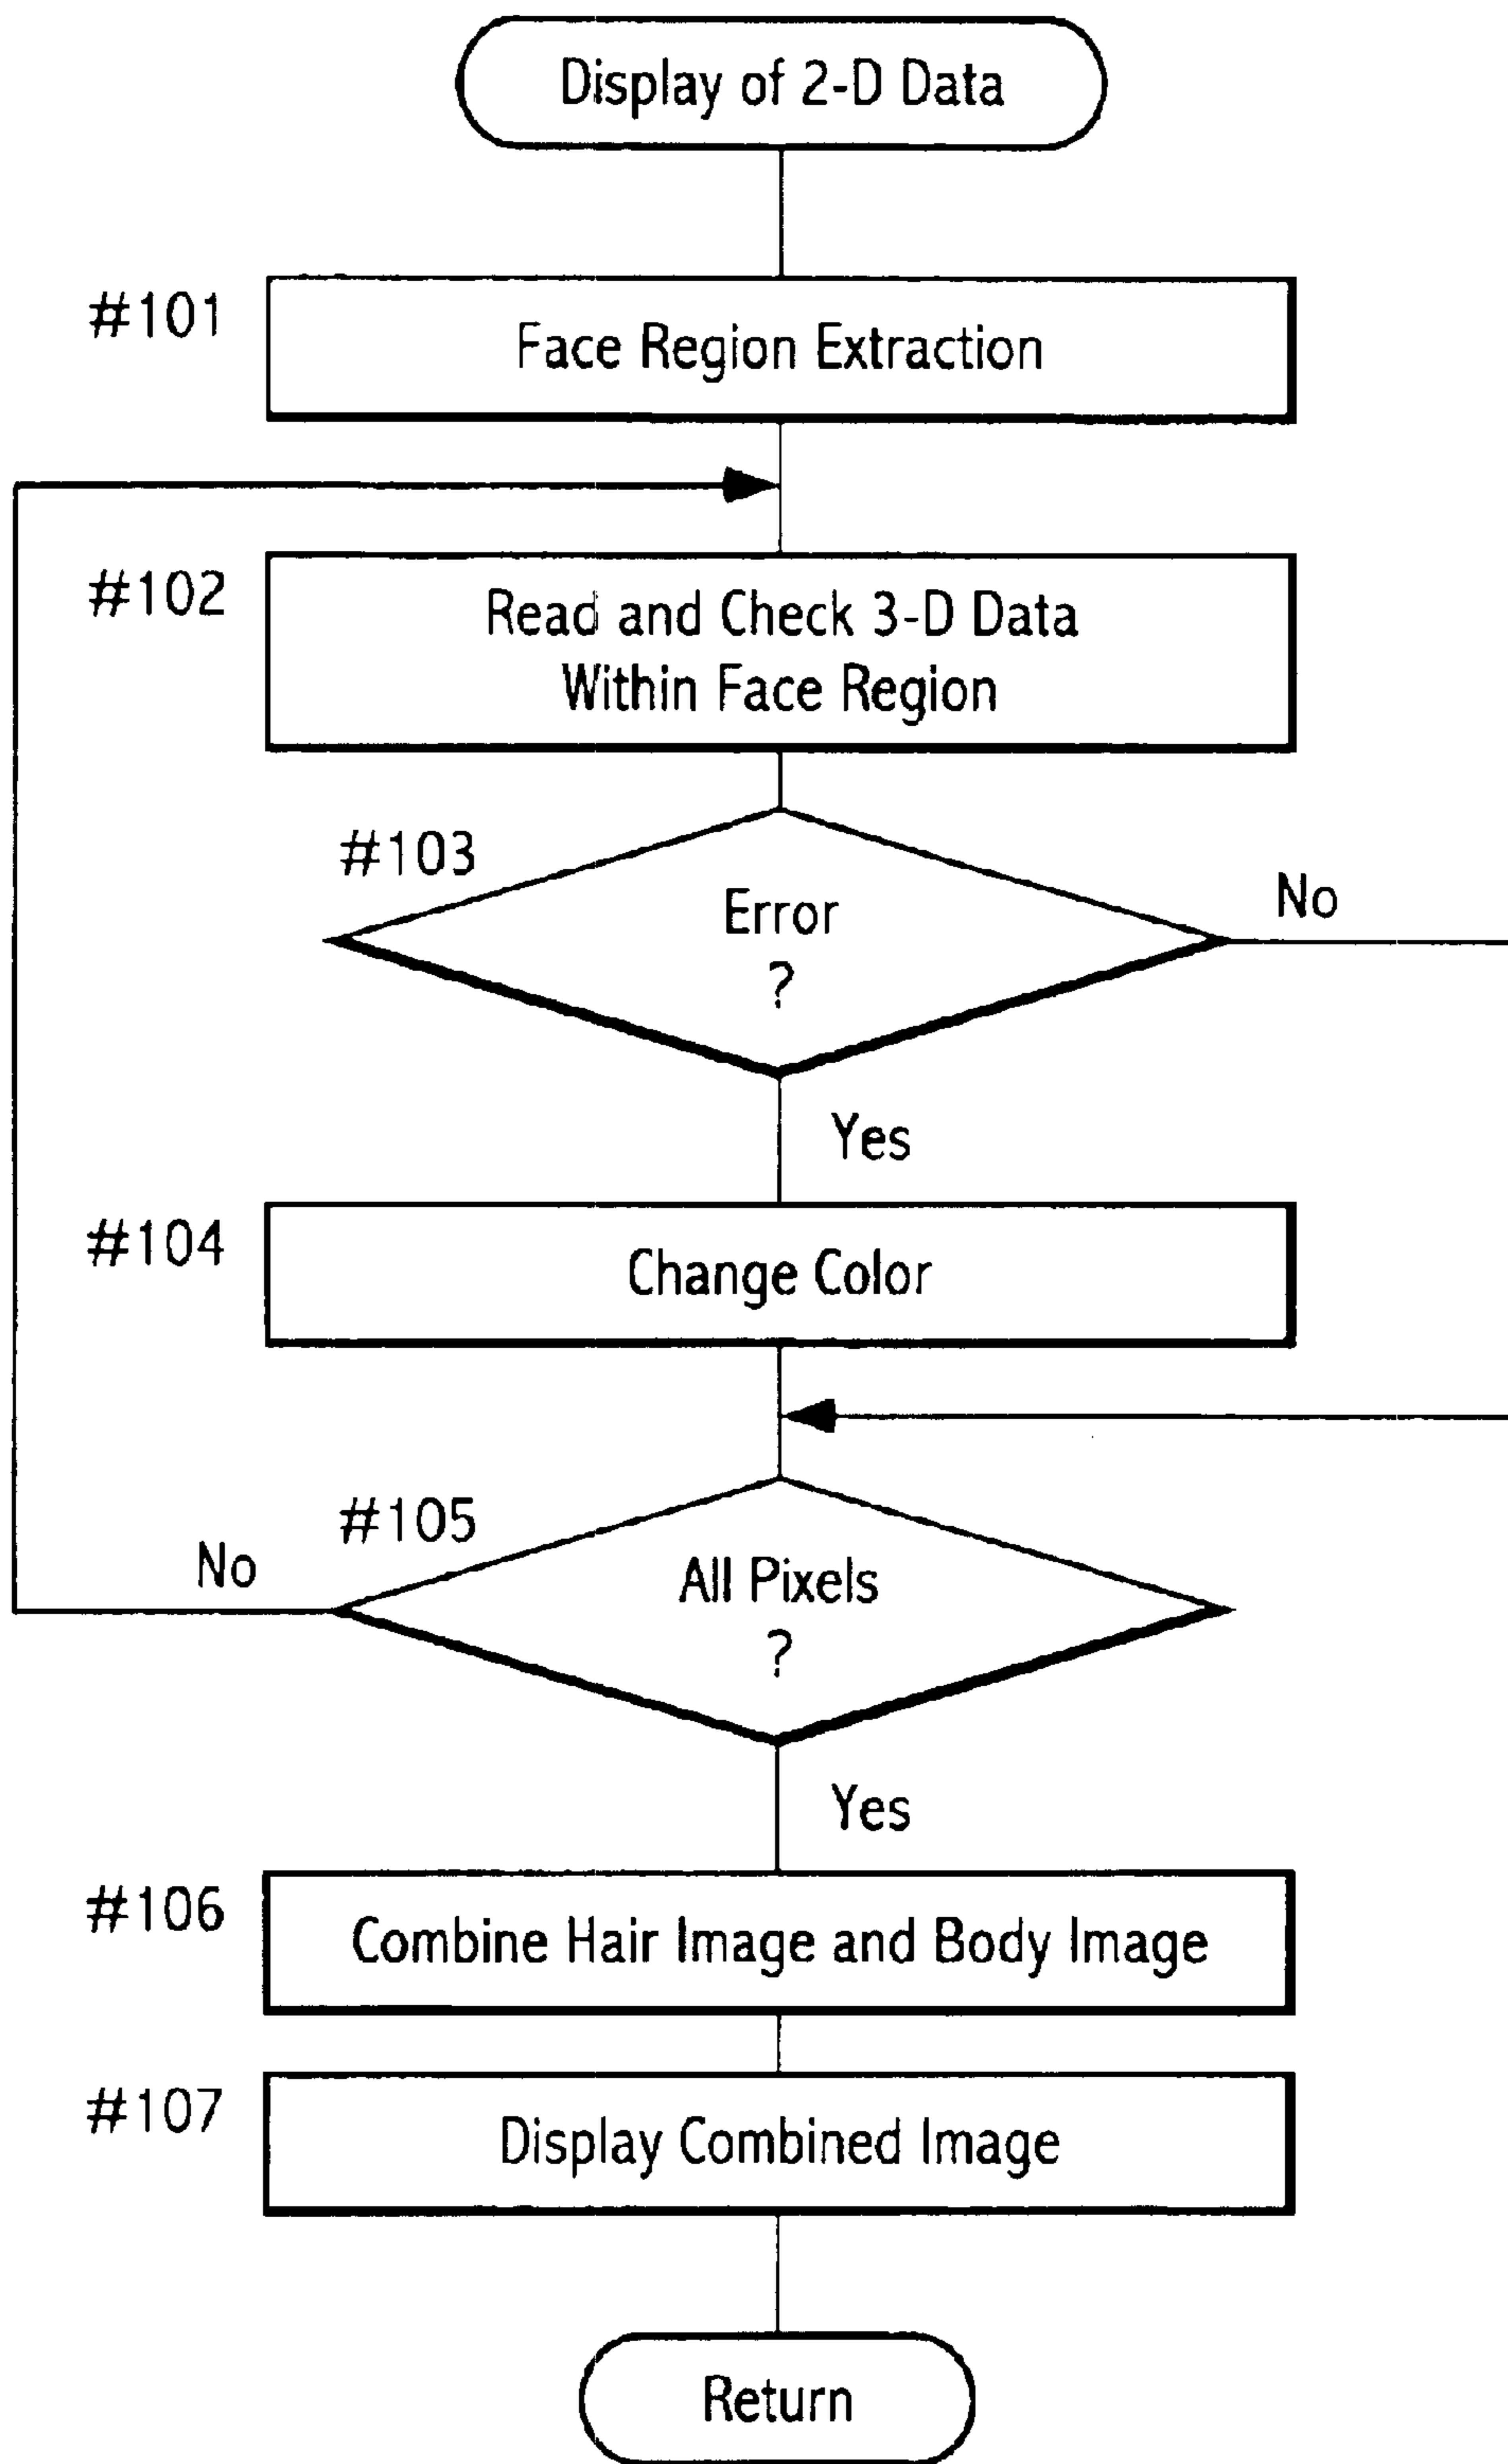 Display of 2-D Data
#101
Face Region Extraction
#102
Read and Check 3-D Data
Within Face Region
#103
Error
?
No
Yes
#104
Change Color
#105
All Pixels
?
No
Yes
#106
Combine Hair Image and Body Image
#107
Display Combined Image
Return